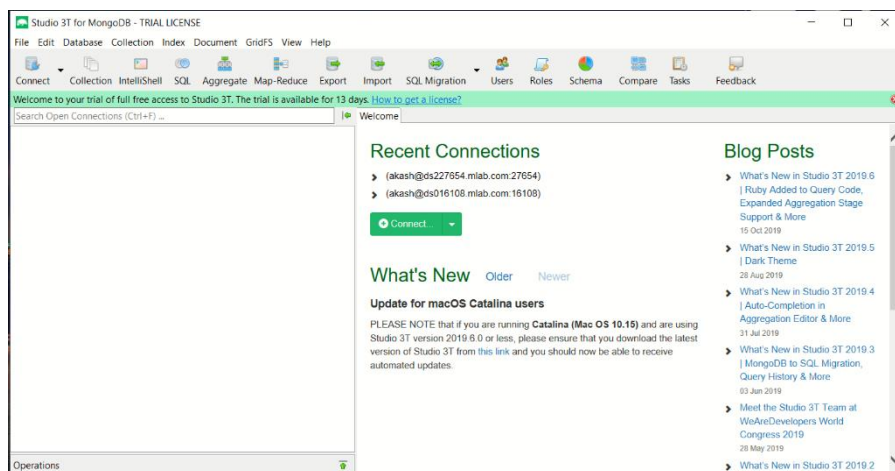 Studio 3T for MongoDB - TRIAL LICENSE
File Edit Database Collection Index Document GridFS View Help
Connect Collection IntelliShell SQL Aggregate Map-Reduce Export Import SQL Migration Users Roles Schema Compare Tasks Feedback
Welcome to your trial of full free access to Studio 3T. The trial is available for 13 days. How to get a license?
Search Open Connections (Ctrl+F) ...
Welcome
Recent Connections
(akash@ds227654.mlab.com:27654)
(akash@ds016108.mlab.com:16108)
Connect...
What's New Older Newer
Update for macOS Catalina users
PLEASE NOTE that if you are running Catalina (Mac OS 10.15) and are using
Studio 3T version 2019.6.0 or less, please ensure that you download the latest
version of Studio 3T from this link and you should now be able to receive
automated updates.
Blog Posts
What's New in Studio 3T 2019.6
| Ruby Added to Query Code,
Expanded Aggregation Stage
Support & More
15 Oct 2019
What's New in Studio 3T 2019.5
| Dark Theme
28 Aug 2019
What's New in Studio 3T 2019.4
| Auto-Completion in
Aggregation Editor & More
31 Jul 2019
What's New in Studio 3T 2019.3
| MongoDB to SQL Migration,
Query History & More
03 Jun 2019
Meet the Studio 3T Team at
WeAreDevelopers World
Congress 2019
28 May 2019
What's New in Studio 3T 2019.2
Operations